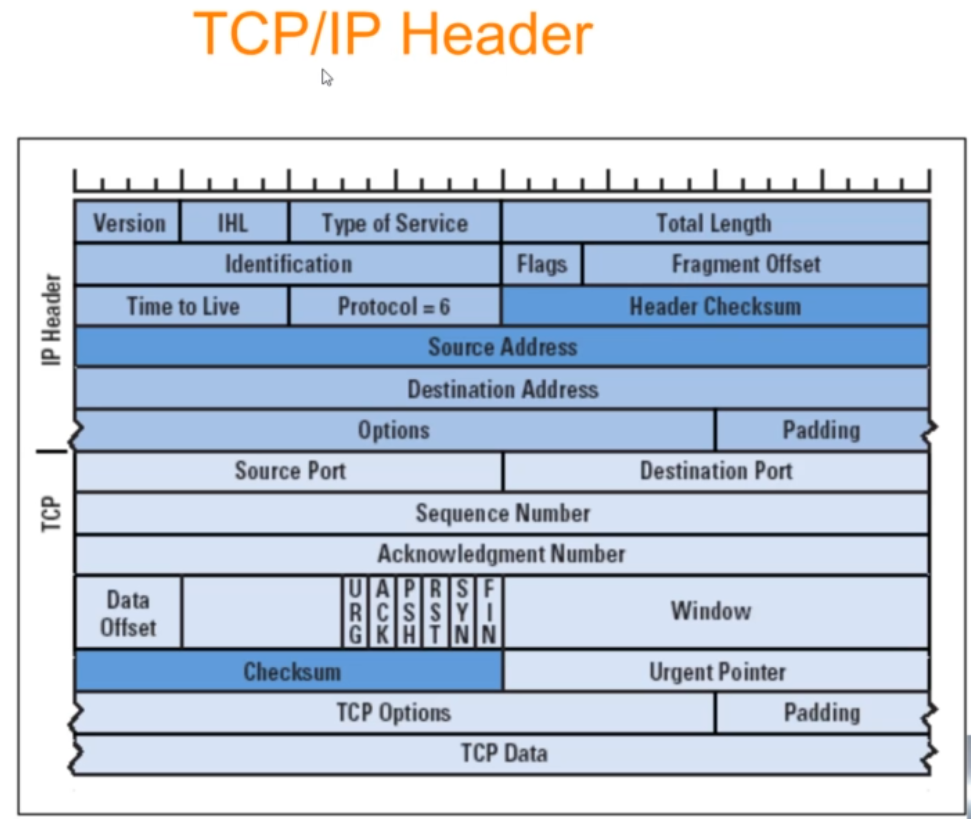 TCP/IP Header
Version IHL Type of Service Total Length
Identification Flags Fragment Offset
Time to Live Protocol = 6 Header Checksum
IP Header
Source Address
Destination Address
Options Padding
Source Port Destination Port
TCP
Sequence Number
Acknowledgment Number
Data Offset URG ACK PSH RST SYN FIN Window
Checksum Urgent Pointer
TCP Options Padding
TCP Data